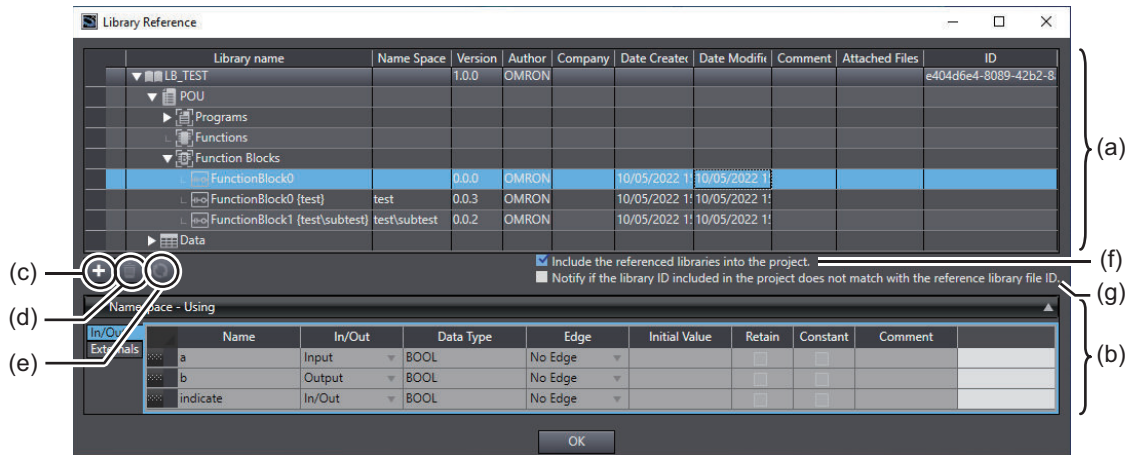 Library Reference
Library name Name Space Version Author Company Date Created Date Modifie Comment Attached Files ID
LB_TEST 1.0.0 OMRON e404d6e4-8089-42b2-8
POU
Programs
(a)
Functions
Function Blocks
FunctionBlock0 0.0.0 OMRON 10/05/2022 1 10/05/2022 15
FunctionBlock0 {test} test 0.0.3 OMRON 10/05/2022 1 10/05/2022 15
FunctionBlock1 {test\subtest} test\subtest 0.0.2 OMRON 10/05/2022 1 10/05/2022 15
Data
(c) Include the referenced libraries into the project. (f)
Notify if the library ID included in the project does not match with the reference library file ID. (g)
(d) Namespace - Using
In/Out Name In/Out Data Type Edge Initial Value Retain Constant Comment
(e) Externals a Input BOOL No Edge (b)
b Output BOOL No Edge
indicate In/Out BOOL No Edge
OK